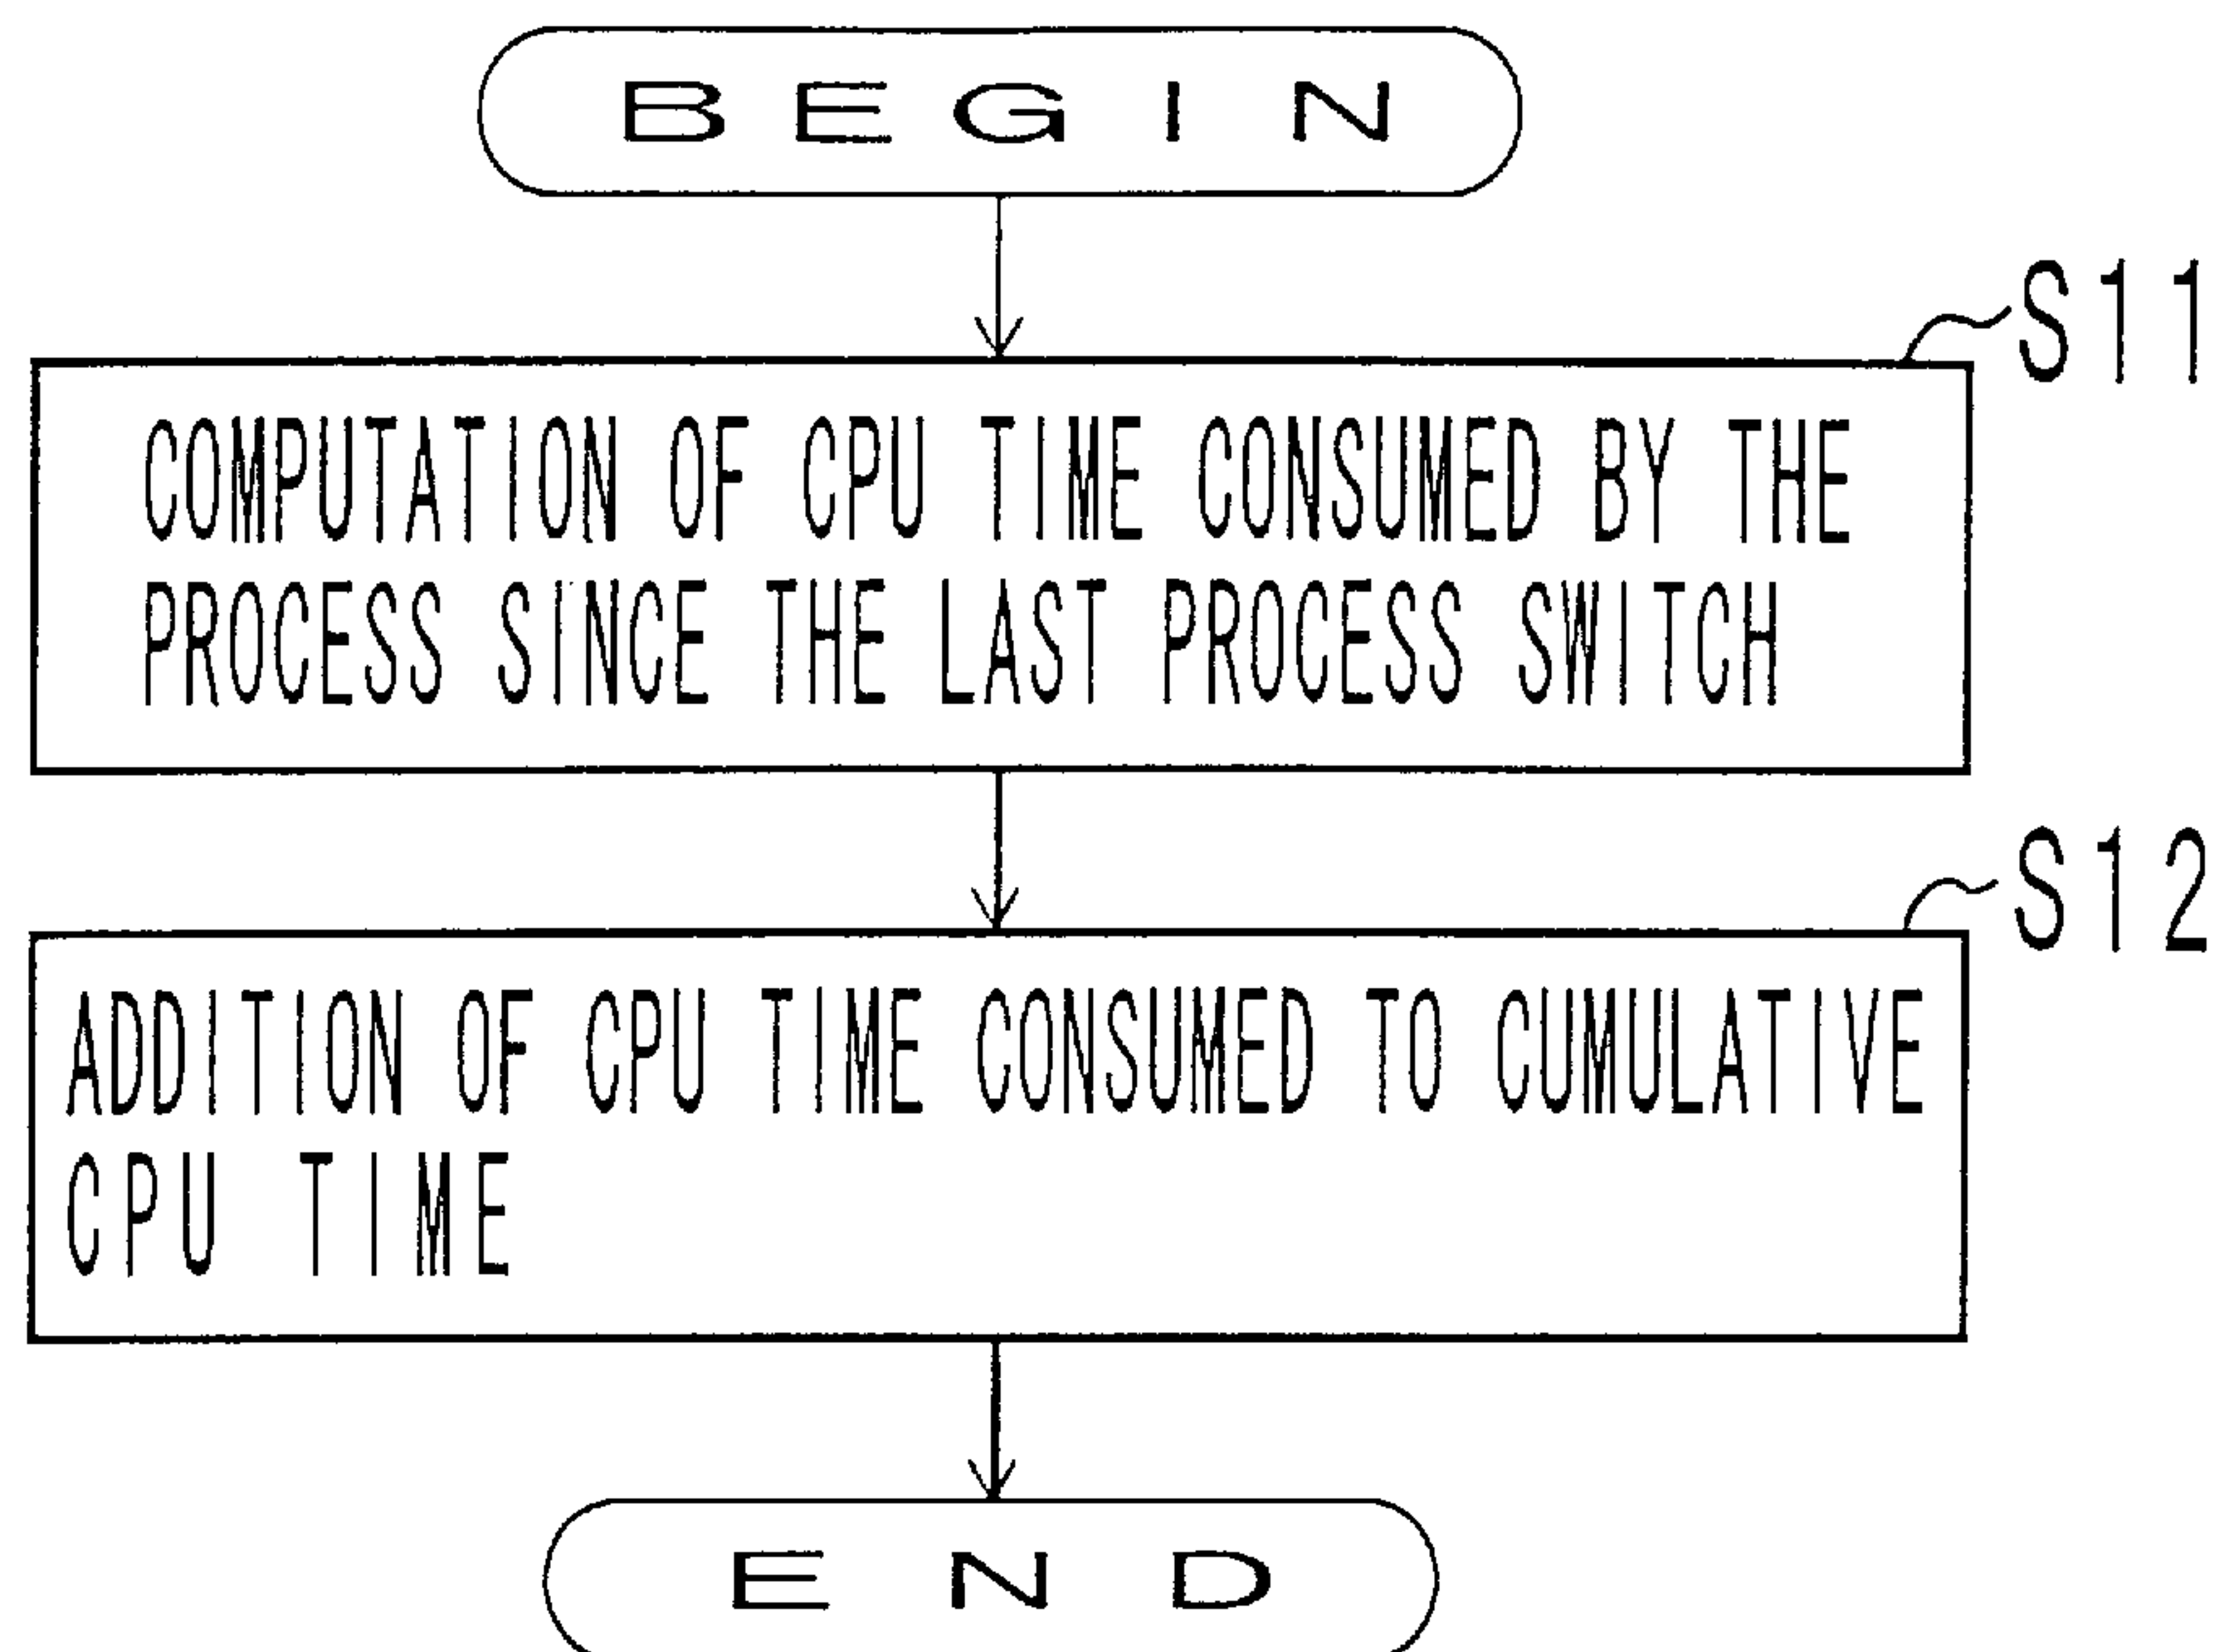 BEGIN
S11
COMPUTATION OF CPU TIME CONSUMED BY THE
PROCESS SINCE THE LAST PROCESS SWITCH
S12
ADDITION OF CPU TIME CONSUMED TO CUMULATIVE
CPU TIME
END